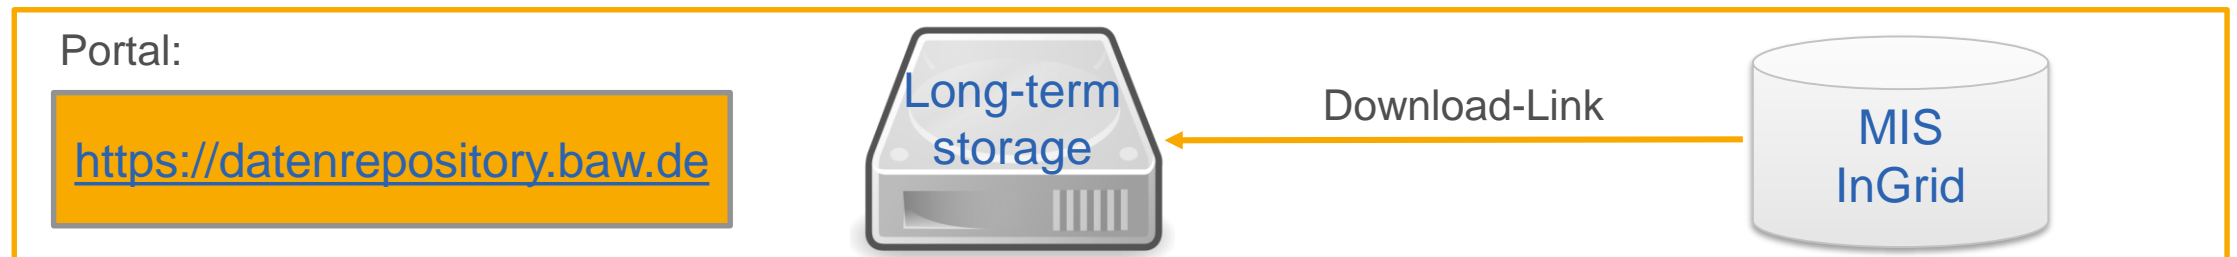 Portal:
https://datenrepository.baw.de
Long-term
storage
Download-Link
MIS
InGrid